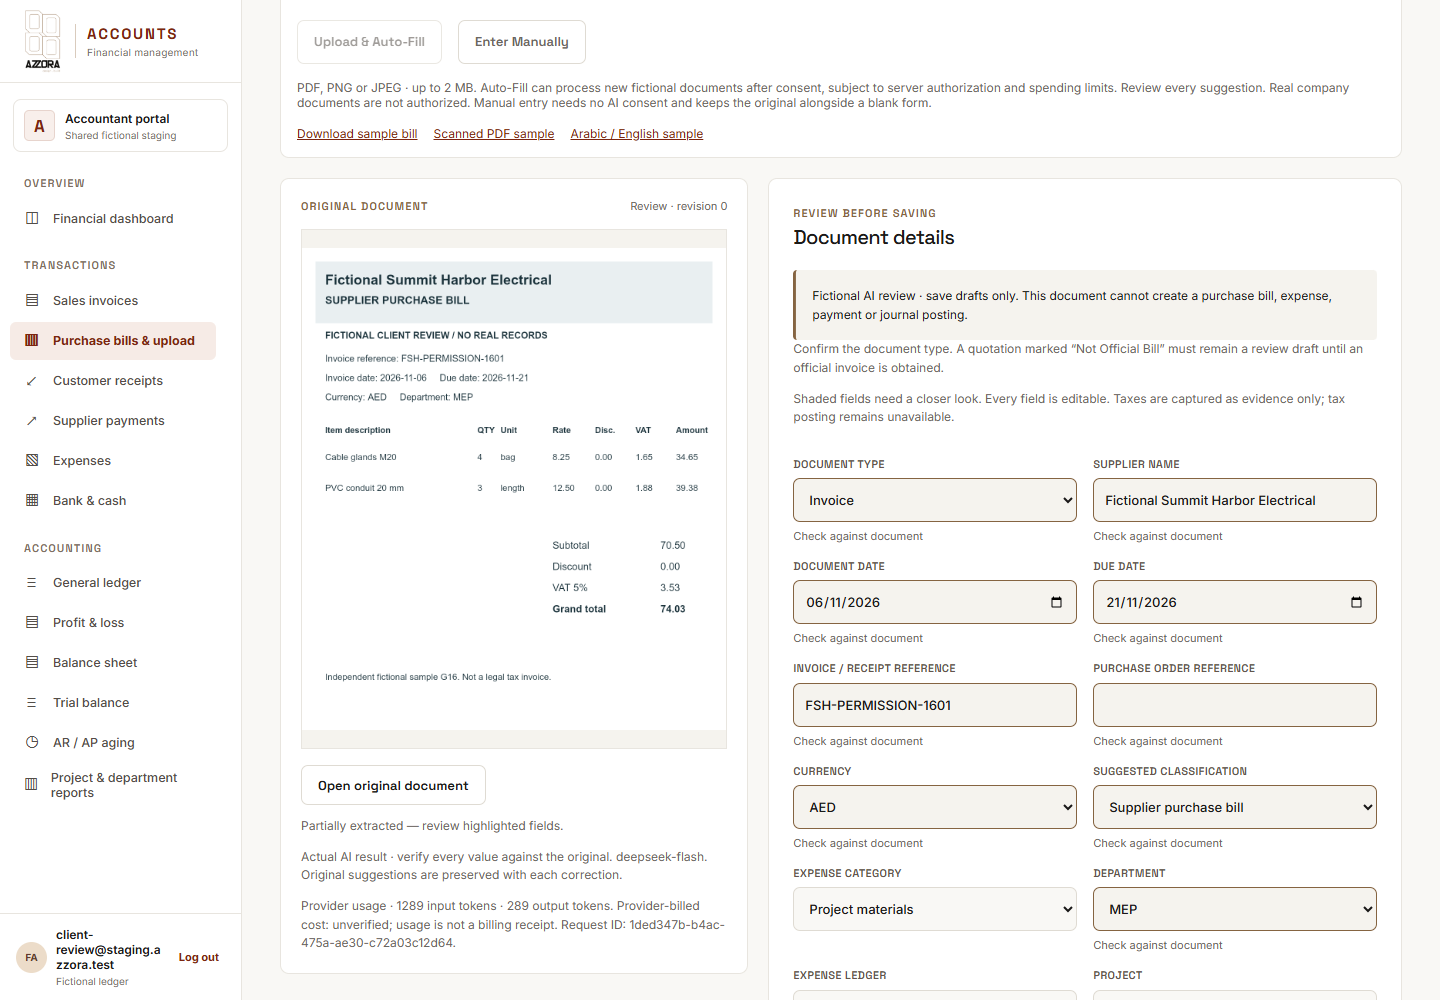 AZZORA
ACCOUNTS
Financial management
A
Accountant portal
Shared fictional staging
OVERVIEW
Financial dashboard
TRANSACTIONS
Sales invoices
Purchase bills & upload
Customer receipts
Supplier payments
Expenses
Bank & cash
ACCOUNTING
General ledger
Profit & loss
Balance sheet
Trial balance
AR / AP aging
Project & department
reports
FA
client-
review@staging.a
zzora.test
Fictional ledger
Log out
Upload & Auto-Fill
Enter Manually
PDF, PNG or JPEG · up to 2 MB. Auto-Fill can process new fictional documents after consent, subject to server authorization and spending limits. Review every suggestion. Real company
documents are not authorized. Manual entry needs no AI consent and keeps the original alongside a blank form.
Download sample bill Scanned PDF sample Arabic / English sample
ORIGINAL DOCUMENT
Review · revision 0
Fictional Summit Harbor Electrical
SUPPLIER PURCHASE BILL
FICTIONAL CLIENT REVIEW / NO REAL RECORDS
Invoice reference: FSH-PERMISSION-1601
Invoice date: 2026-11-06 Due date: 2026-11-21
Currency: AED Department: MEP
Item description QTY Unit Rate Disc. VAT Amount
Cable glands M20 4 bag 8.25 0.00 1.65 34.65
PVC conduit 20 mm 3 length 12.50 0.00 1.88 39.38
Subtotal 70.50
Discount 0.00
VAT 5% 3.53
Grand total 74.03
Independent fictional sample G16. Not a legal tax invoice.
Open original document
Partially extracted — review highlighted fields.
Actual AI result · verify every value against the original. deepseek-flash.
Original suggestions are preserved with each correction.
Provider usage · 1289 input tokens · 289 output tokens. Provider-billed
cost: unverified; usage is not a billing receipt. Request ID: 1ded347b-b4ac-
475a-ae30-c72a03c12d64.
REVIEW BEFORE SAVING
Document details
Fictional AI review · save drafts only. This document cannot create a purchase bill, expense,
payment or journal posting.
Confirm the document type. A quotation marked “Not Official Bill” must remain a review draft until an
official invoice is obtained.
Shaded fields need a closer look. Every field is editable. Taxes are captured as evidence only; tax
posting remains unavailable.
DOCUMENT TYPE SUPPLIER NAME
Invoice Fictional Summit Harbor Electrical
Check against document Check against document
DOCUMENT DATE DUE DATE
06/11/2026 21/11/2026
Check against document Check against document
INVOICE / RECEIPT REFERENCE PURCHASE ORDER REFERENCE
FSH-PERMISSION-1601
Check against document Check against document
CURRENCY SUGGESTED CLASSIFICATION
AED Supplier purchase bill
Check against document Check against document
EXPENSE CATEGORY DEPARTMENT
Project materials MEP
Check against document
EXPENSE LEDGER PROJECT